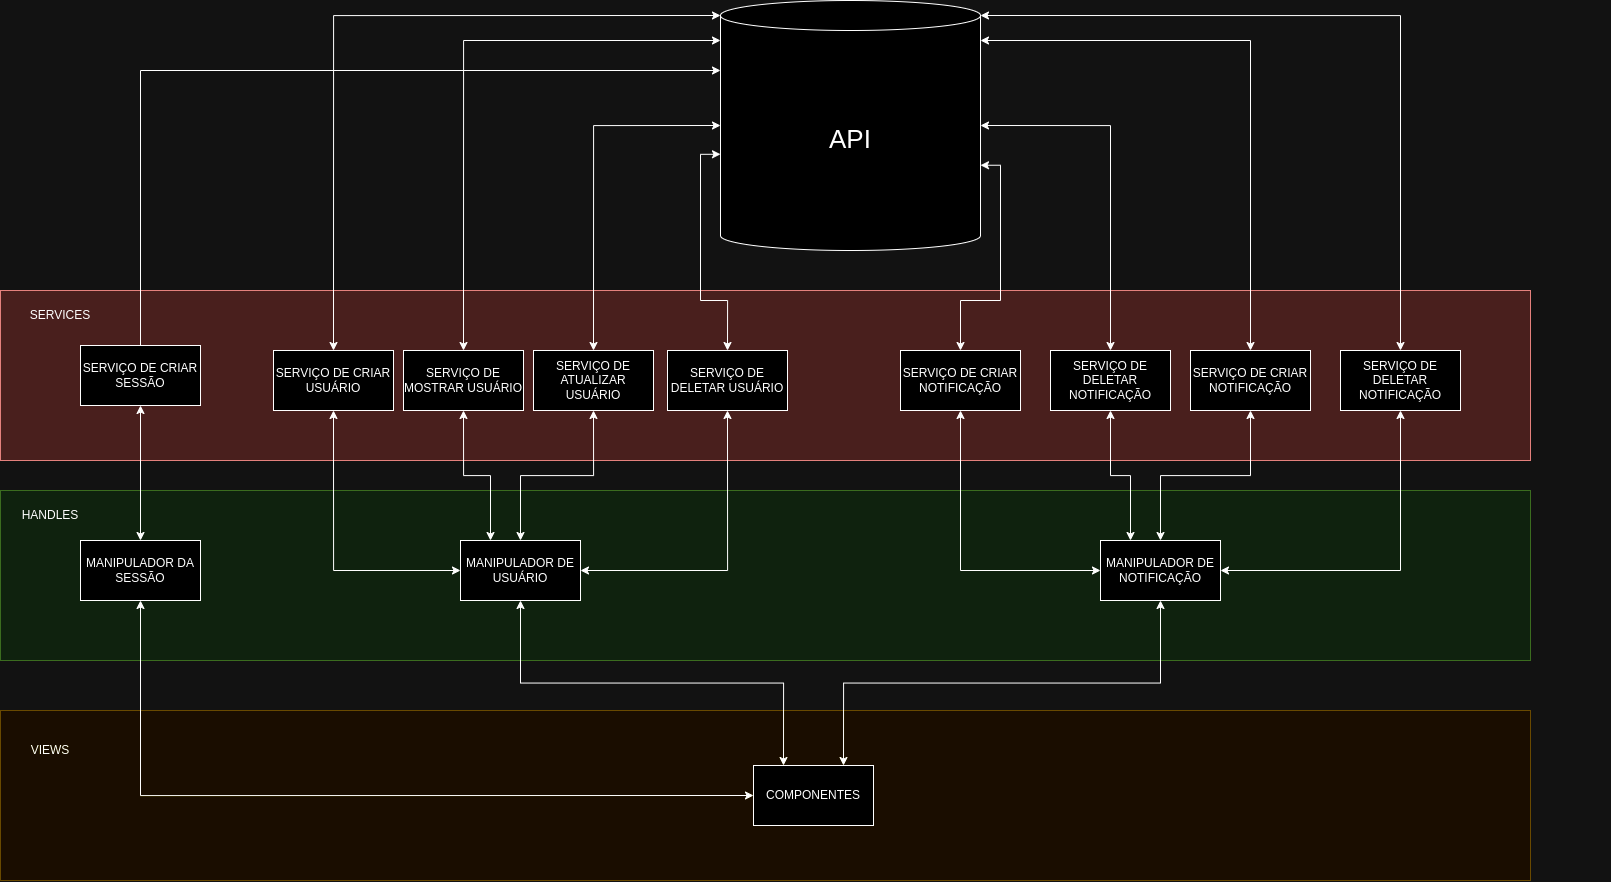 API
SERVICES
SERVIÇO DE CRIAR
SESSÃO
SERVIÇO DE CRIAR
USUÁRIO
SERVIÇO DE
MOSTRAR USUÁRIO
SERVIÇO DE
ATUALIZAR
USUÁRIO
SERVIÇO DE
DELETAR USUÁRIO
SERVIÇO DE CRIAR
NOTIFICAÇÃO
SERVIÇO DE
DELETAR
NOTIFICAÇÃO
SERVIÇO DE CRIAR
NOTIFICAÇÃO
SERVIÇO DE
DELETAR
NOTIFICAÇÃO
HANDLES
MANIPULADOR DA
SESSÃO
MANIPULADOR DE
USUÁRIO
MANIPULADOR DE
NOTIFICAÇÃO
VIEWS
COMPONENTES